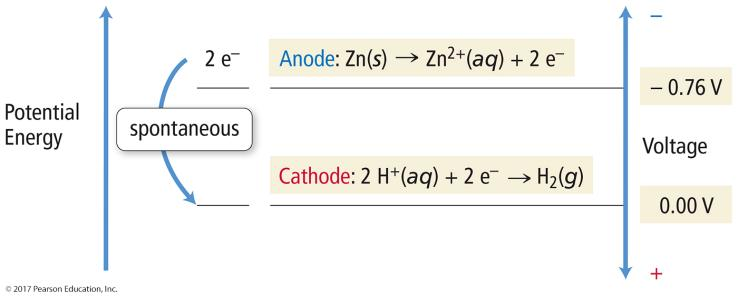 −
2 e⁻
Anode: Zn(s) → Zn²⁺(aq) + 2 e⁻
− 0.76 V
Potential
Energy
spontaneous
Voltage
Cathode: 2 H⁺(aq) + 2 e⁻ → H₂(g)
0.00 V
+
© 2017 Pearson Education, Inc.